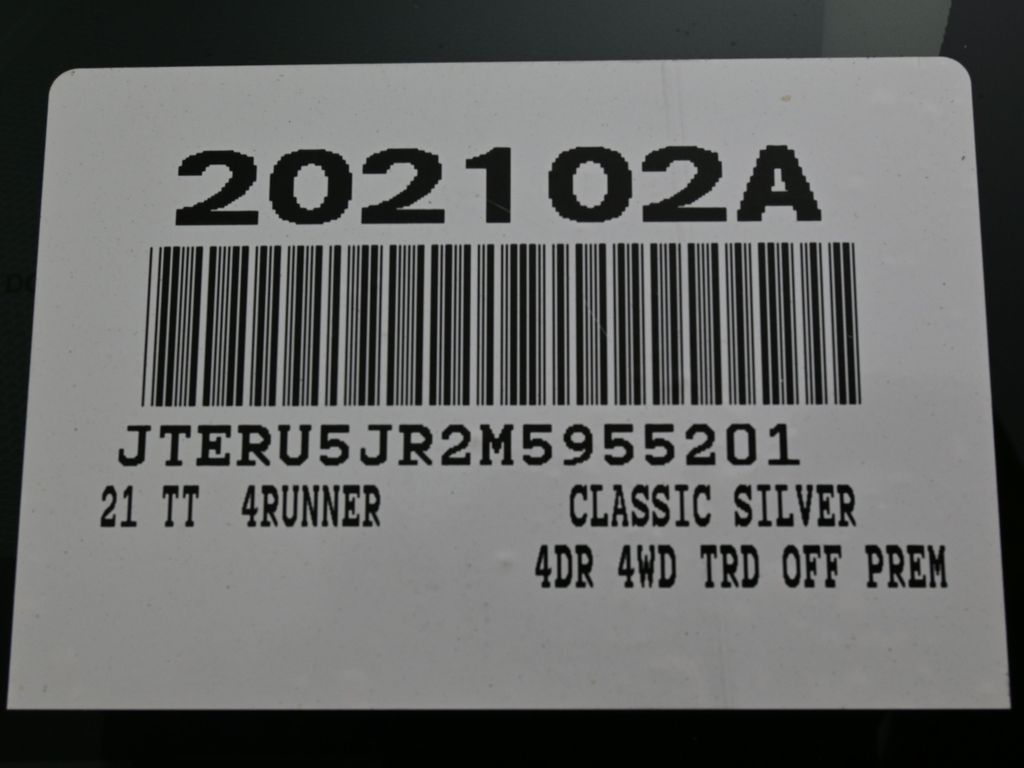 202102A
JTERU5JR2M5955201
21 TT 4RUNNER CLASSIC SILVER
4DR 4WD TRD OFF PREM